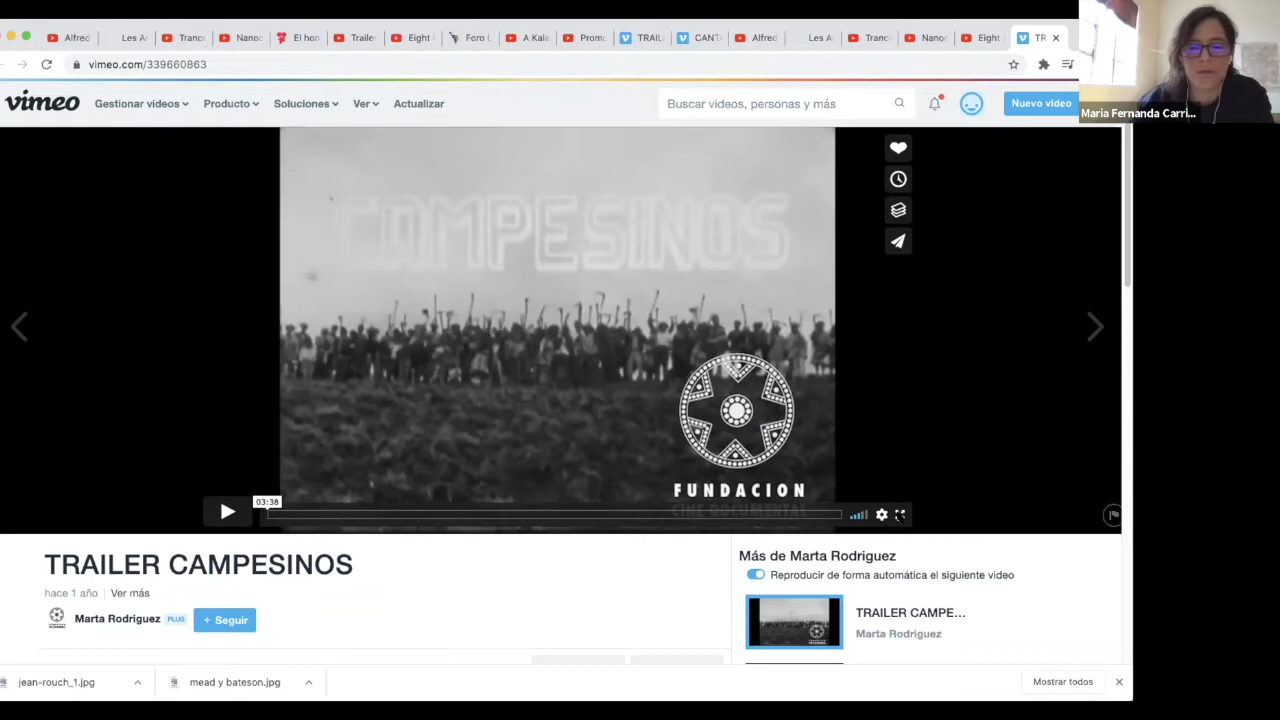 Alfred
Les A
Tranc
Nanoc
El hon
Trailer
Eight
Foro L
A Kala
Promo
TRAIL
CANT
Alfred
Les A
Tranc
Nanoc
Eight
TR
vimeo.com/339660863
vimeo
Gestionar videos
Producto
Soluciones
Ver
Actualizar
Buscar videos, personas y más
Nuevo video
Maria Fernanda Carri...
CAMPESINOS
FUNDACION
CINE DOCUMENTAL
03:38
TRAILER CAMPESINOS
hace 1 año
Ver más
Marta Rodriguez PLUS
+ Seguir
Más de Marta Rodriguez
Reproducir de forma automática el siguiente video
TRAILER CAMPE...
Marta Rodriguez
jean-rouch_1.jpg
mead y bateson.jpg
Mostrar todos